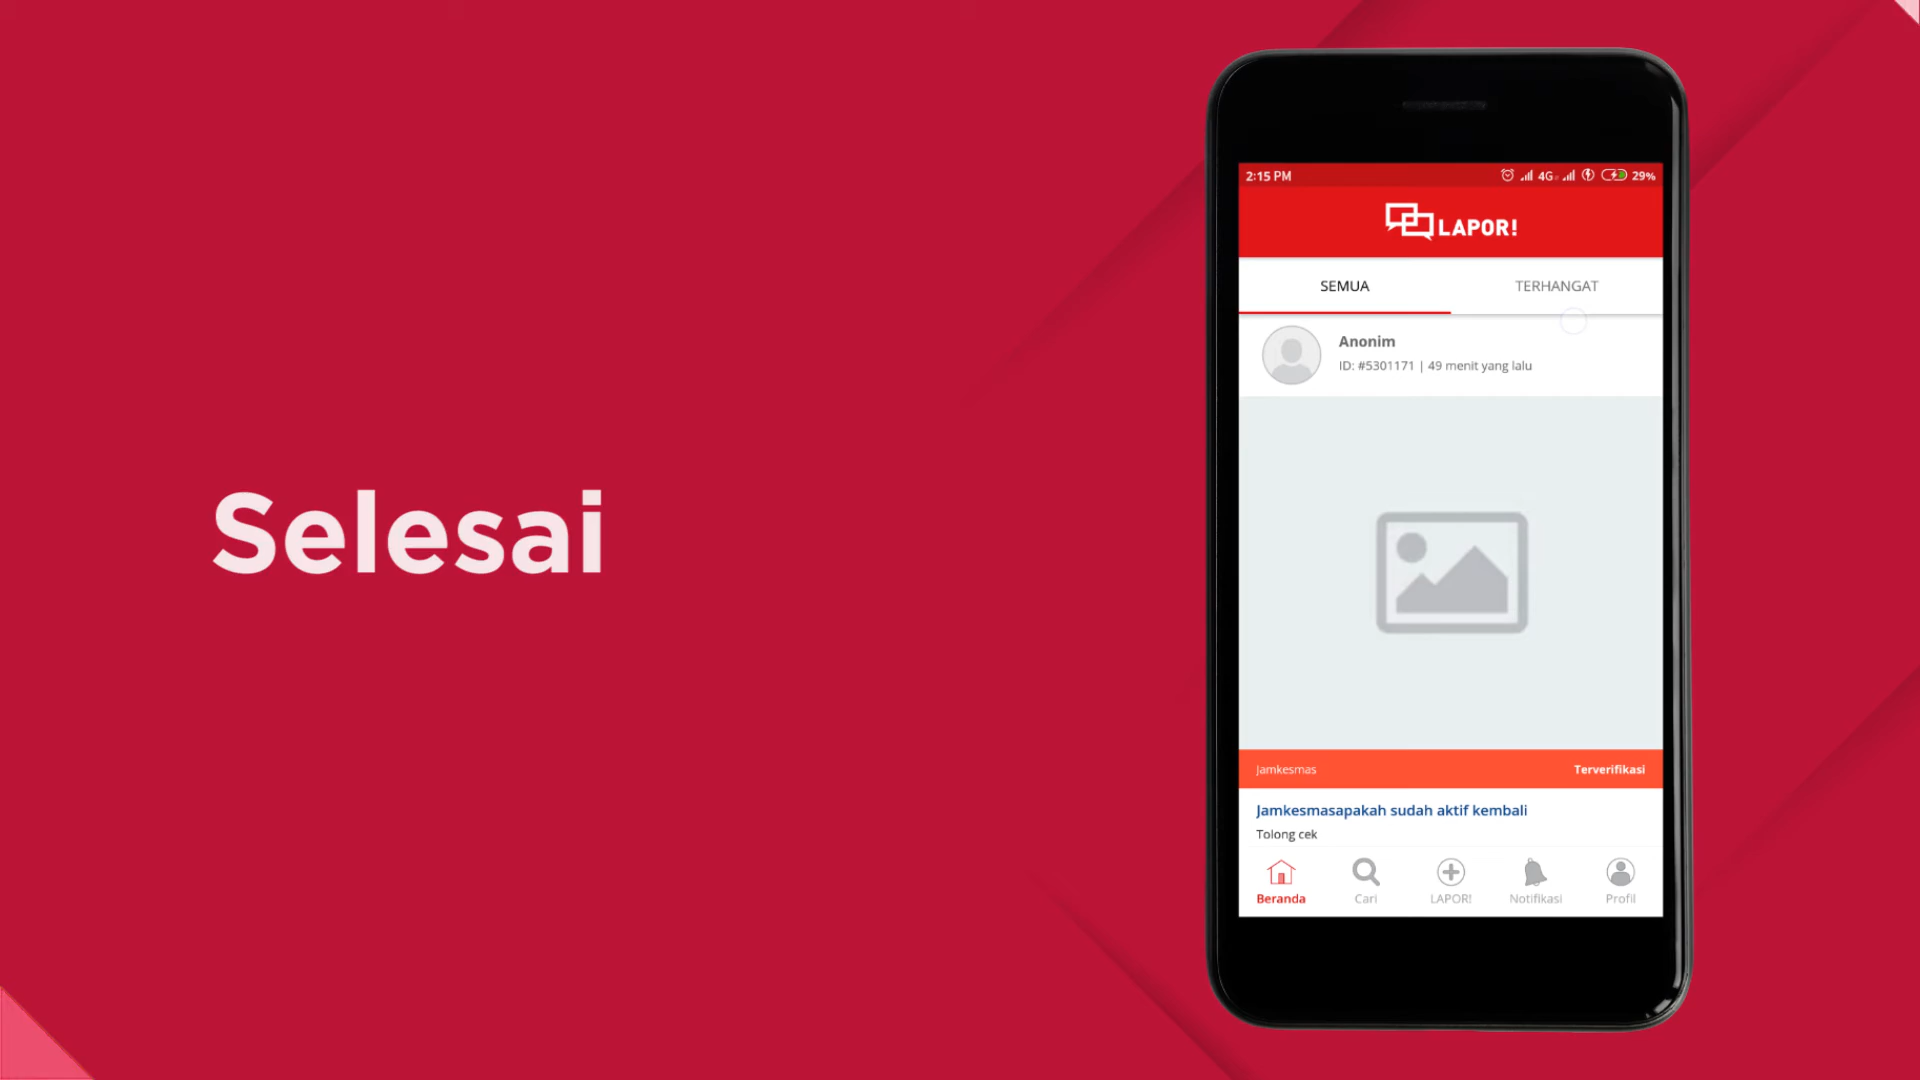 Selesai
2:15 PM 4G 29%
LAPOR!
SEMUA TERHANGAT
Anonim
ID: #5301171 | 49 menit yang lalu
Jamkesmas Terverifikasi
Jamkesmasapakah sudah aktif kembali
Tolong cek
Beranda Cari LAPOR! Notifikasi Profil